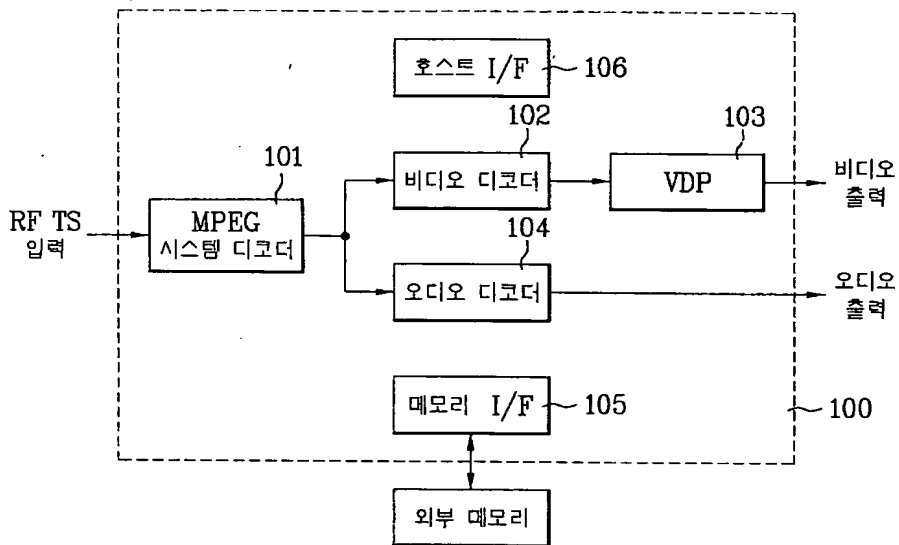 호스트 I/F
106
102
103
101
비디오 디코더
VDP
비디오
출력
RF TS
입력
MPEG
시스템 디코더
104
오디오 디코더
오디오
출력
메모리 I/F
105
100
외부 메모리